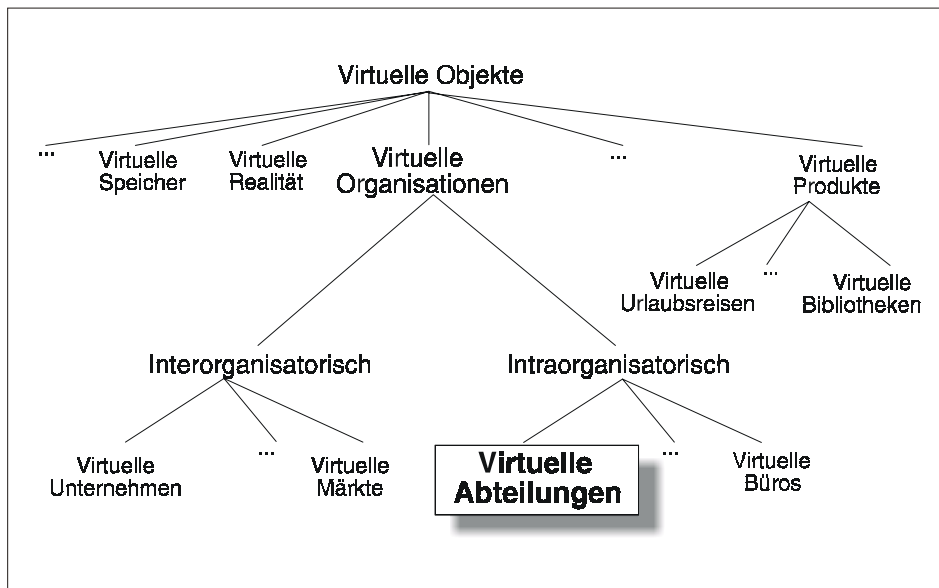 Virtuelle Objekte
...
Virtuelle
Speicher
Virtuelle
Realität
Virtuelle
Organisationen
...
Virtuelle
Produkte
Virtuelle
Urlaubsreisen
...
Virtuelle
Bibliotheken
Interorganisatorisch
Intraorganisatorisch
Virtuelle
Unternehmen
...
Virtuelle
Märkte
Virtuelle
Abteilungen
...
Virtuelle
Büros